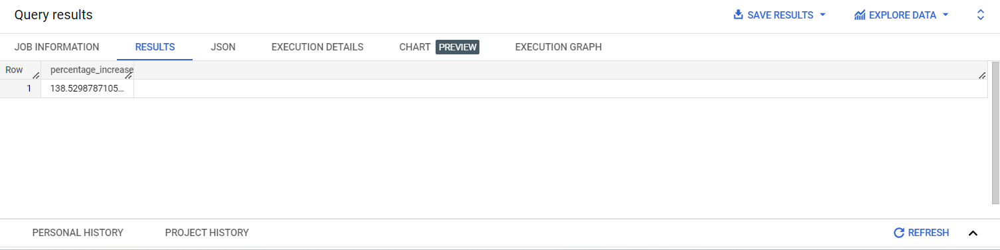 Query results
SAVE RESULTS
EXPLORE DATA
JOB INFORMATION
RESULTS
JSON
EXECUTION DETAILS
CHART PREVIEW
EXECUTION GRAPH
Row percentage_increase
1 138.5298787105...
PERSONAL HISTORY
PROJECT HISTORY
REFRESH